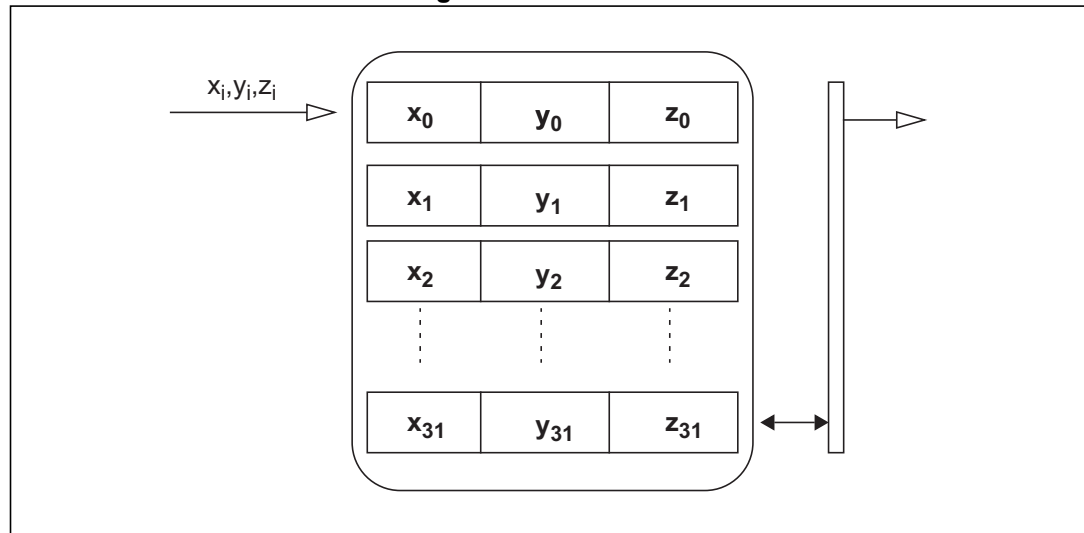 xᵢ,yᵢ,zᵢ
x₀ y₀ z₀
x₁ y₁ z₁
x₂ y₂ z₂
x₃₁ y₃₁ z₃₁